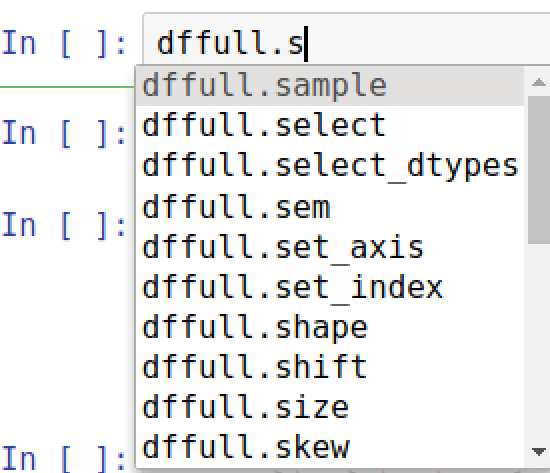 In [ ]: dffull.s
dffull.sample
dffull.select
In [ ]:
dffull.select_dtypes
dffull.sem
In [ ]:
dffull.set_axis
dffull.set_index
dffull.shape
dffull.shift
dffull.size
dffull.skew
In [ ]: